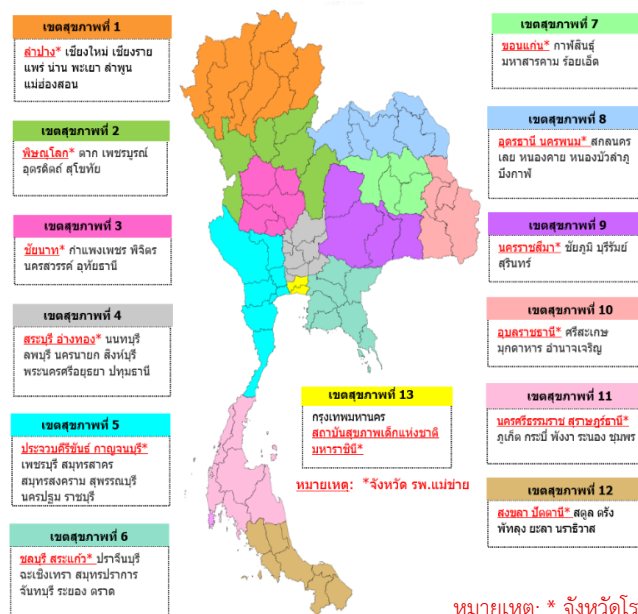 เขตสุขภาพที่ 1
ลำปาง* เชียงใหม่ เชียงราย
แพร่ น่าน พะเยา ลำพูน
แม่ฮ่องสอน
เขตสุขภาพที่ 2
พิษณุโลก* ตาก เพชรบูรณ์
อุตรดิตถ์ สุโขทัย
เขตสุขภาพที่ 3
ชัยนาท* กำแพงเพชร พิจิตร
นครสวรรค์ อุทัยธานี
เขตสุขภาพที่ 4
สระบุรี อ่างทอง* นนทบุรี
ลพบุรี นครนายก สิงห์บุรี
พระนครศรีอยุธยา ปทุมธานี
เขตสุขภาพที่ 5
ประจวบคีรีขันธ์ กาญจนบุรี*
เพชรบุรี สมุทรสาคร
สมุทรสงคราม สุพรรณบุรี
นครปฐม ราชบุรี
เขตสุขภาพที่ 6
ชลบุรี สระแก้ว* ปราจีนบุรี
ฉะเชิงเทรา สมุทรปราการ
จันทบุรี ระยอง ตราด
เขตสุขภาพที่ 13
กรุงเทพมหานคร
สถาบันสุขภาพเด็กแห่งชาติ
มหาราชินี*
หมายเหตุ: *จังหวัด รพ.แม่ข่าย
เขตสุขภาพที่ 7
ขอนแก่น* กาฬสินธุ์
มหาสารคาม ร้อยเอ็ด
เขตสุขภาพที่ 8
อุดรธานี นครพนม* สกลนคร
เลย หนองคาย หนองบัวลำภู
บึงกาฬ
เขตสุขภาพที่ 9
นครราชสีมา* ชัยภูมิ บุรีรัมย์
สุรินทร์
เขตสุขภาพที่ 10
อุบลราชธานี* ศรีสะเกษ
มุกดาหาร อำนาจเจริญ
เขตสุขภาพที่ 11
นครศรีธรรมราช สุราษฎร์ธานี*
ภูเก็ต กระบี่ พังงา ระนอง ชุมพร
เขตสุขภาพที่ 12
สงขลา ปัตตานี* สตูล ตรัง
พัทลุง ยะลา นราธิวาส
หมายเหตุ: * จังหวัดโร